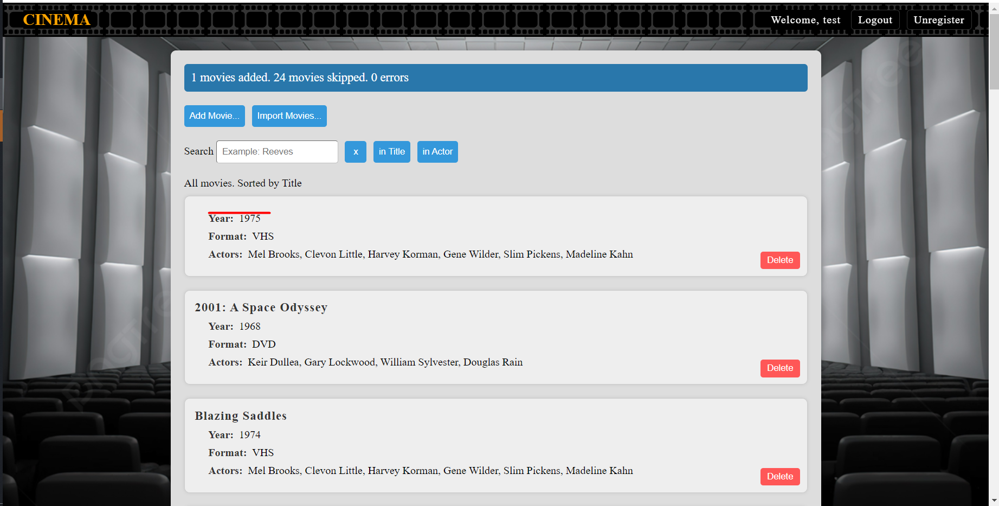 CINEMA
Welcome, test Logout Unregister
1 movies added. 24 movies skipped. 0 errors
Add Movie... Import Movies...
Search Example: Reeves x in Title in Actor
All movies. Sorted by Title
Year: 1975
Format: VHS
Actors: Mel Brooks, Clevon Little, Harvey Korman, Gene Wilder, Slim Pickens, Madeline Kahn
Delete
2001: A Space Odyssey
Year: 1968
Format: DVD
Actors: Keir Dullea, Gary Lockwood, William Sylvester, Douglas Rain
Delete
Blazing Saddles
Year: 1974
Format: VHS
Actors: Mel Brooks, Clevon Little, Harvey Korman, Gene Wilder, Slim Pickens, Madeline Kahn
Delete